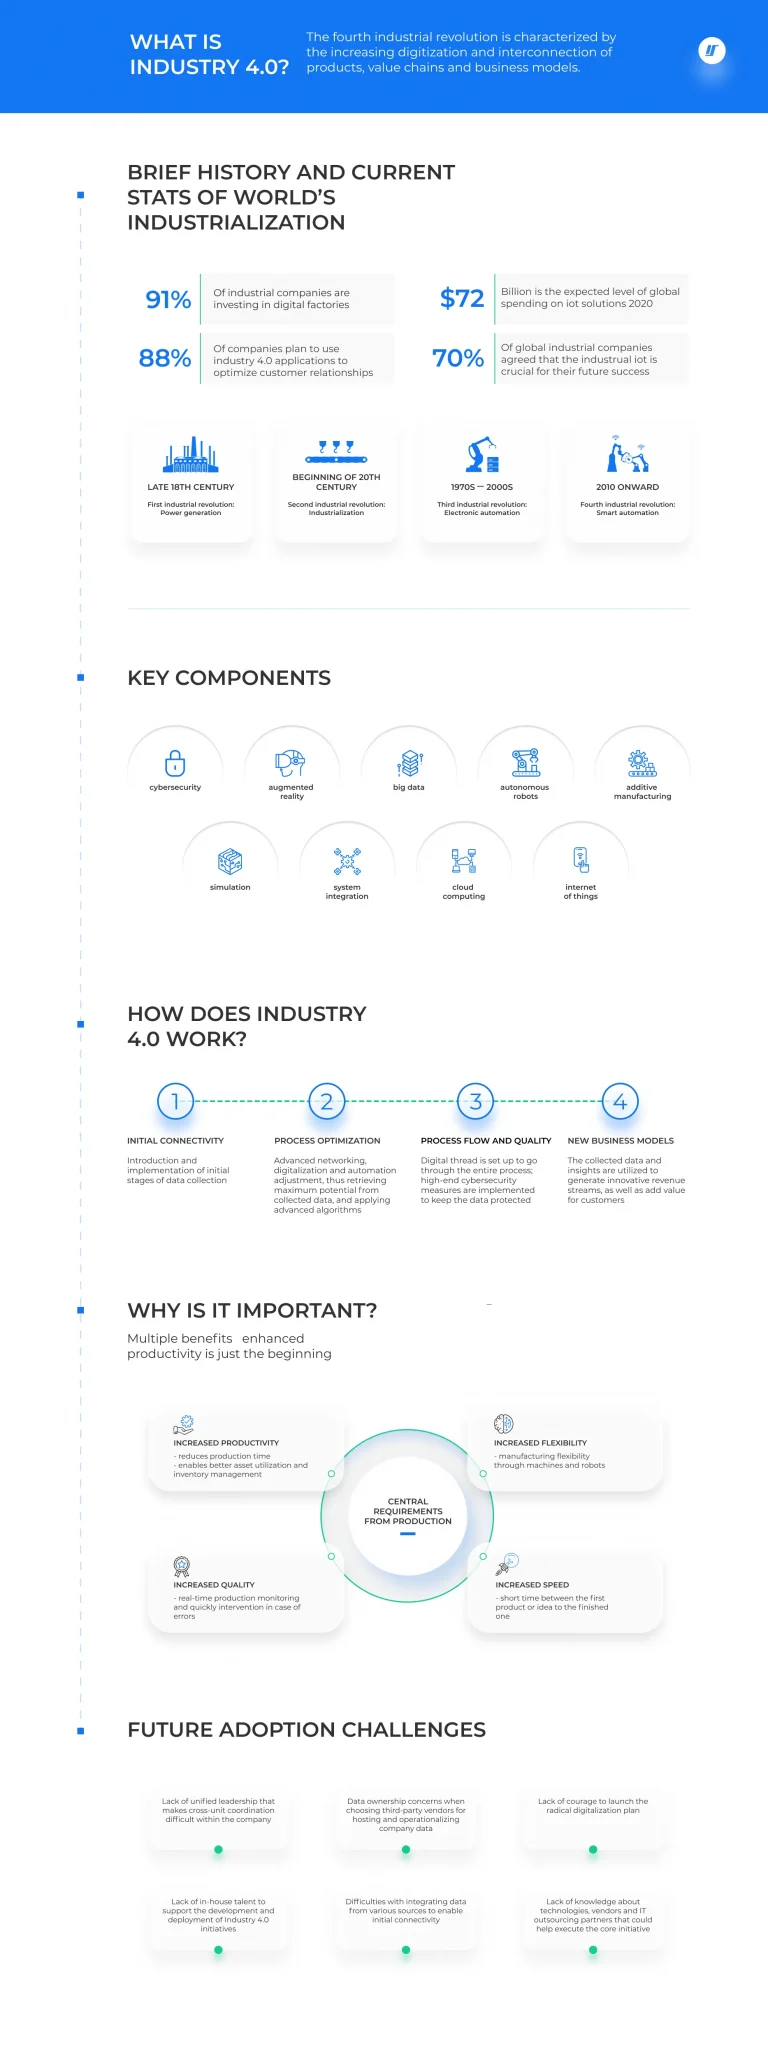 WHAT IS
INDUSTRY 4.0?
The fourth industrial revolution is characterized by
the increasing digitization and interconnection of
products, value chains and business models.
BRIEF HISTORY AND CURRENT
STATS OF WORLD'S
INDUSTRIALIZATION
91%
Of industrial companies are
investing in digital factories
$72
Billion is the expected level of global
spending on iot solutions 2020
88%
Of companies plan to use
industry 4.0 applications to
optimize customer relationships
70%
Of global industrial companies
agreed that the industrual iot is
crucial for their future success
LATE 18TH CENTURY
First industrial revolution:
Power generation
BEGINNING OF 20TH
CENTURY
Second industrial revolution:
Industrialization
1970S — 2000S
Third industrial revolution:
Electronic automation
2010 ONWARD
Fourth industrial revolution:
Smart automation
KEY COMPONENTS
cybersecurity
augmented
reality
big data
autonomous
robots
additive
manufacturing
simulation
system
integration
cloud
computing
internet
of things
HOW DOES INDUSTRY
4.0 WORK?
1
2
3
4
INITIAL CONNECTIVITY
Introduction and
implementation of initial
stages of data collection
PROCESS OPTIMIZATION
Advanced networking,
digitalization and automation
adjustment, thus retrieving
maximum potential from
collected data, and applying
advanced algorithms
PROCESS FLOW AND QUALITY
Digital thread is set up to go
through the entire process;
high-end cybersecurity
measures are implemented
to keep the data protected
NEW BUSINESS MODELS
The collected data and
insights are utilized to
generate innovative revenue
streams, as well as add value
for customers
WHY IS IT IMPORTANT?
–
Multiple benefits enhanced
productivity is just the beginning
INCREASED PRODUCTIVITY
- reduces production time
- enables better asset utilization and
inventory management
INCREASED FLEXIBILITY
- manufacturing flexibility
through machines and robots
CENTRAL
REQUIREMENTS
FROM PRODUCTION
INCREASED QUALITY
- real-time production monitoring
and quickly intervention in case of
errors
INCREASED SPEED
- short time between the first
product or idea to the finished
one
FUTURE ADOPTION CHALLENGES
Lack of unified leadership that
makes cross-unit coordination
difficult within the company
Data ownership concerns when
choosing third-party vendors for
hosting and operationalizing
company data
Lack of courage to launch the
radical digitalization plan
Lack of in-house talent to
support the development and
deployment of Industry 4.0
initiatives
Difficulties with integrating data
from various sources to enable
initial connectivity
Lack of knowledge about
technologies, vendors and IT
outsourcing partners that could
help execute the core initiative